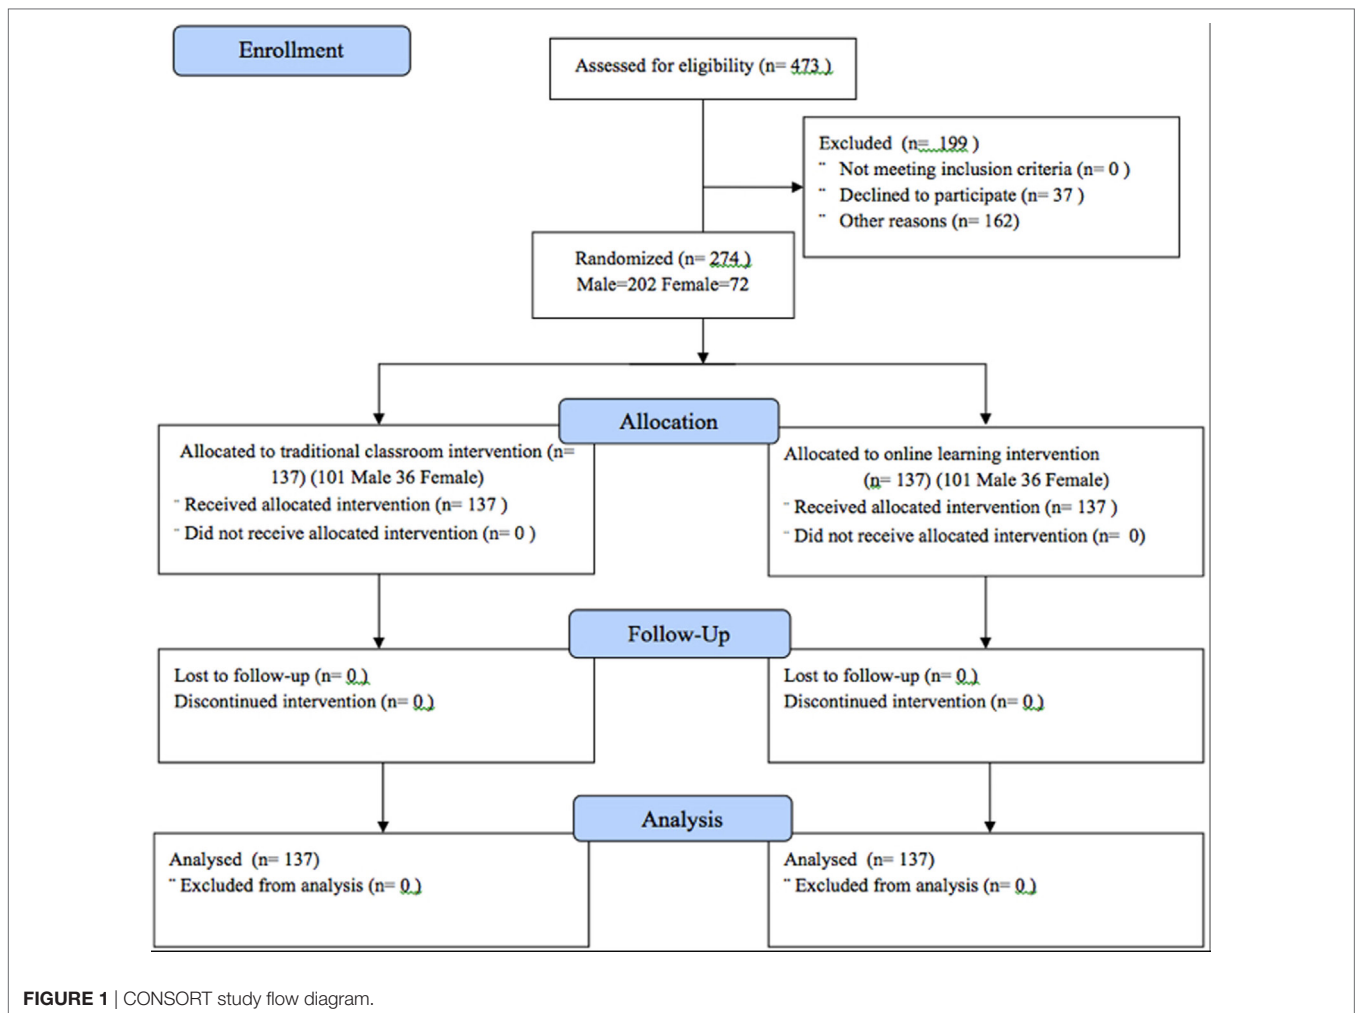 Enrollment
Assessed for eligibility (n= 473 )
Excluded (n= 199 )
¨ Not meeting inclusion criteria (n= 0 )
¨ Declined to participate (n= 37 )
¨ Other reasons (n= 162)
Randomized (n= 274 )
Male=202 Female=72
Allocation
Allocated to traditional classroom intervention (n=
137) (101 Male 36 Female)
¨ Received allocated intervention (n= 137 )
¨ Did not receive allocated intervention (n= 0 )
Allocated to online learning intervention
(n= 137) (101 Male 36 Female)
¨ Received allocated intervention (n= 137 )
¨ Did not receive allocated intervention (n= 0)
Follow-Up
Lost to follow-up (n= 0 )
Discontinued intervention (n= 0 )
Lost to follow-up (n= 0 )
Discontinued intervention (n= 0 )
Analysis
Analysed (n= 137)
¨ Excluded from analysis (n= 0 )
Analysed (n= 137)
¨ Excluded from analysis (n= 0 )
FIGURE 1 | CONSORT study flow diagram.